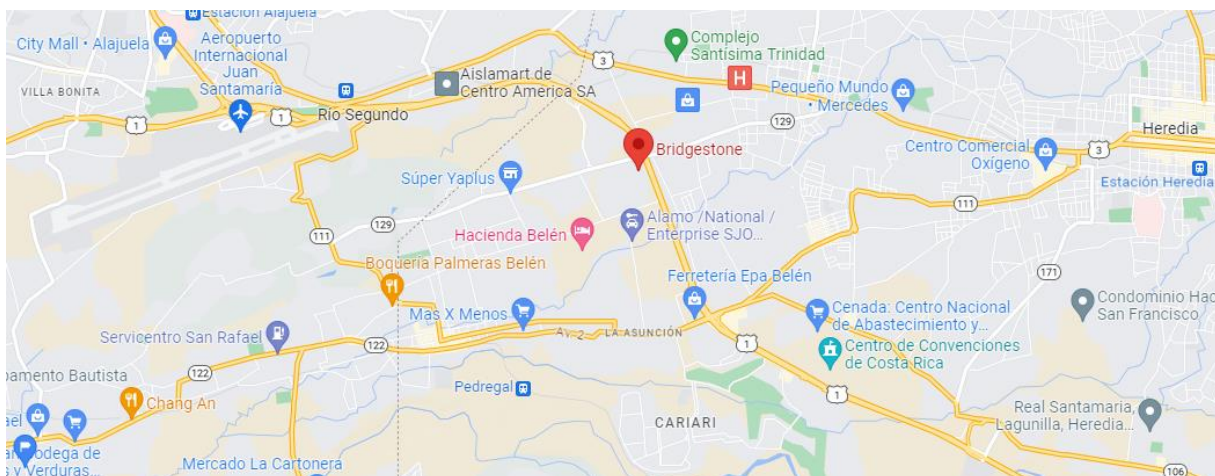 Estación Alajuela
City Mall • Alajuela
Aeropuerto
Internacional
Juan
Santamaría
VILLA BONITA
1
1
Río Segundo
Aislamart de
Centro America SA
3
Complejo
Santísima Trinidad
H
Pequeño Mundo
• Mercedes
129
Heredia
Centro Comercial
Oxígeno
3
1
Estación Heredia
Bridgestone
Súper Yaplus
111
129
111
Hacienda Belén
Alamo /National /
Enterprise SJO...
Boquería Palmeras Belén
Ferretería Epa Belén
171
Mas X Menos
Cenada: Centro Nacional
de Abastecimiento y...
Condominio Hac
San Francisco
Servicentro San Rafael
122
Av. 2
LA ASUNCIÓN
1
Centro de Convenciones
de Costa Rica
pamento Bautista
122
Pedregal
1
Chang An
CARIARI
Real Santamaria,
Lagunilla, Heredia...
ael
odega de
s y Verduras...
Mercado La Cartonera
106